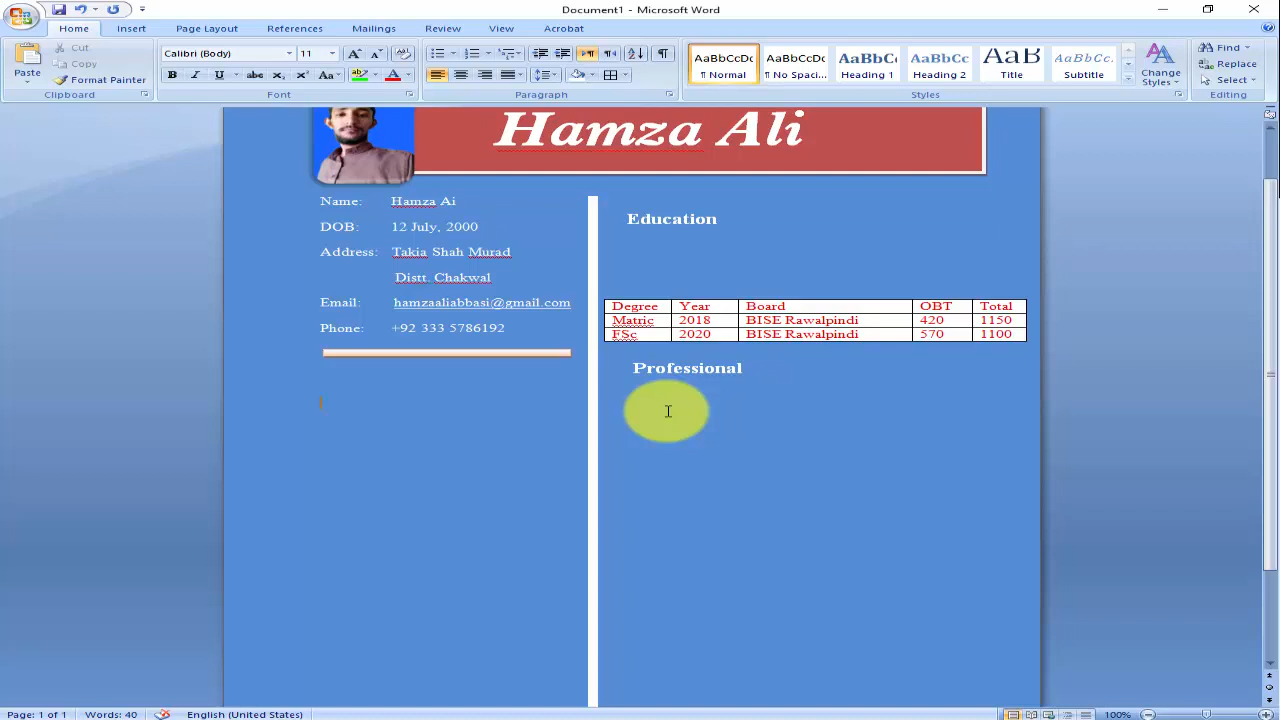 Document1 - Microsoft Word
Home Insert Page Layout References Mailings Review View Acrobat
Cut
Copy
Format Painter
Paste
Clipboard
Calibri (Body) 11
Font
Paragraph
AaBbCcDc AaBbCcDc AaBbC AaBbCc AaB AaBbCc.
¶ Normal ¶ No Spaci... Heading 1 Heading 2 Title Subtitle
Change
Styles
Styles
Find
Replace
Select
Editing
Hamza Ali
Name: Hamza Ai
DOB: 12 July, 2000
Address: Takia Shah Murad
Distt. Chakwal
Email: hamzaaliabbasi@gmail.com
Phone: +92 333 5786192
Education
Degree Year Board OBT Total
Matric 2018 BISE Rawalpindi 420 1150
FSc 2020 BISE Rawalpindi 570 1100
Professional
Page: 1 of 1 Words: 40 English (United States) 100%